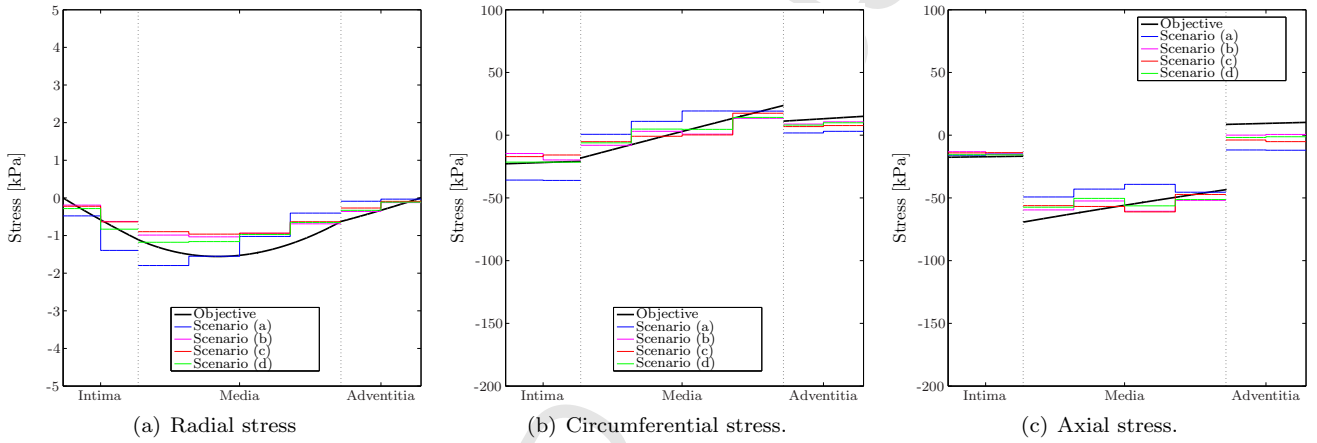 5
4
3
2
1
0
-1
-2
-3
-4
-5
Stress [kPa]
Objective
Scenario (a)
Scenario (b)
Scenario (c)
Scenario (d)
Intima Media Adventitia
(a) Radial stress
100
50
0
-50
-100
-150
-200
Stress [kPa]
Objective
Scenario (a)
Scenario (b)
Scenario (c)
Scenario (d)
Intima Media Adventitia
(b) Circumferential stress.
100
50
0
-50
-100
-150
-200
Stress [kPa]
Objective
Scenario (a)
Scenario (b)
Scenario (c)
Scenario (d)
Intima Media Adventitia
(c) Axial stress.